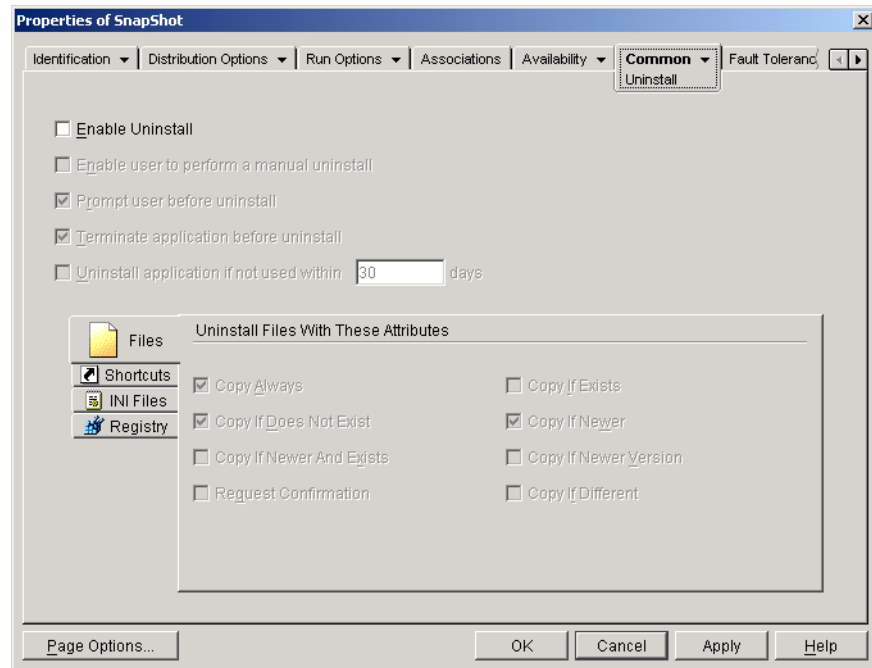 Properties of SnapShot
Identification Distribution Options Run Options Associations Availability Common Fault Toleranc
Uninstall
Enable Uninstall
Enable user to perform a manual uninstall
Prompt user before uninstall
Terminate application before uninstall
Uninstall application if not used within 30 days
Files
Shortcuts
INI Files
Registry
Uninstall Files With These Attributes
Copy Always Copy If Exists
Copy If Does Not Exist Copy If Newer
Copy If Newer And Exists Copy If Newer Version
Request Confirmation Copy If Different
Page Options... OK Cancel Apply Help